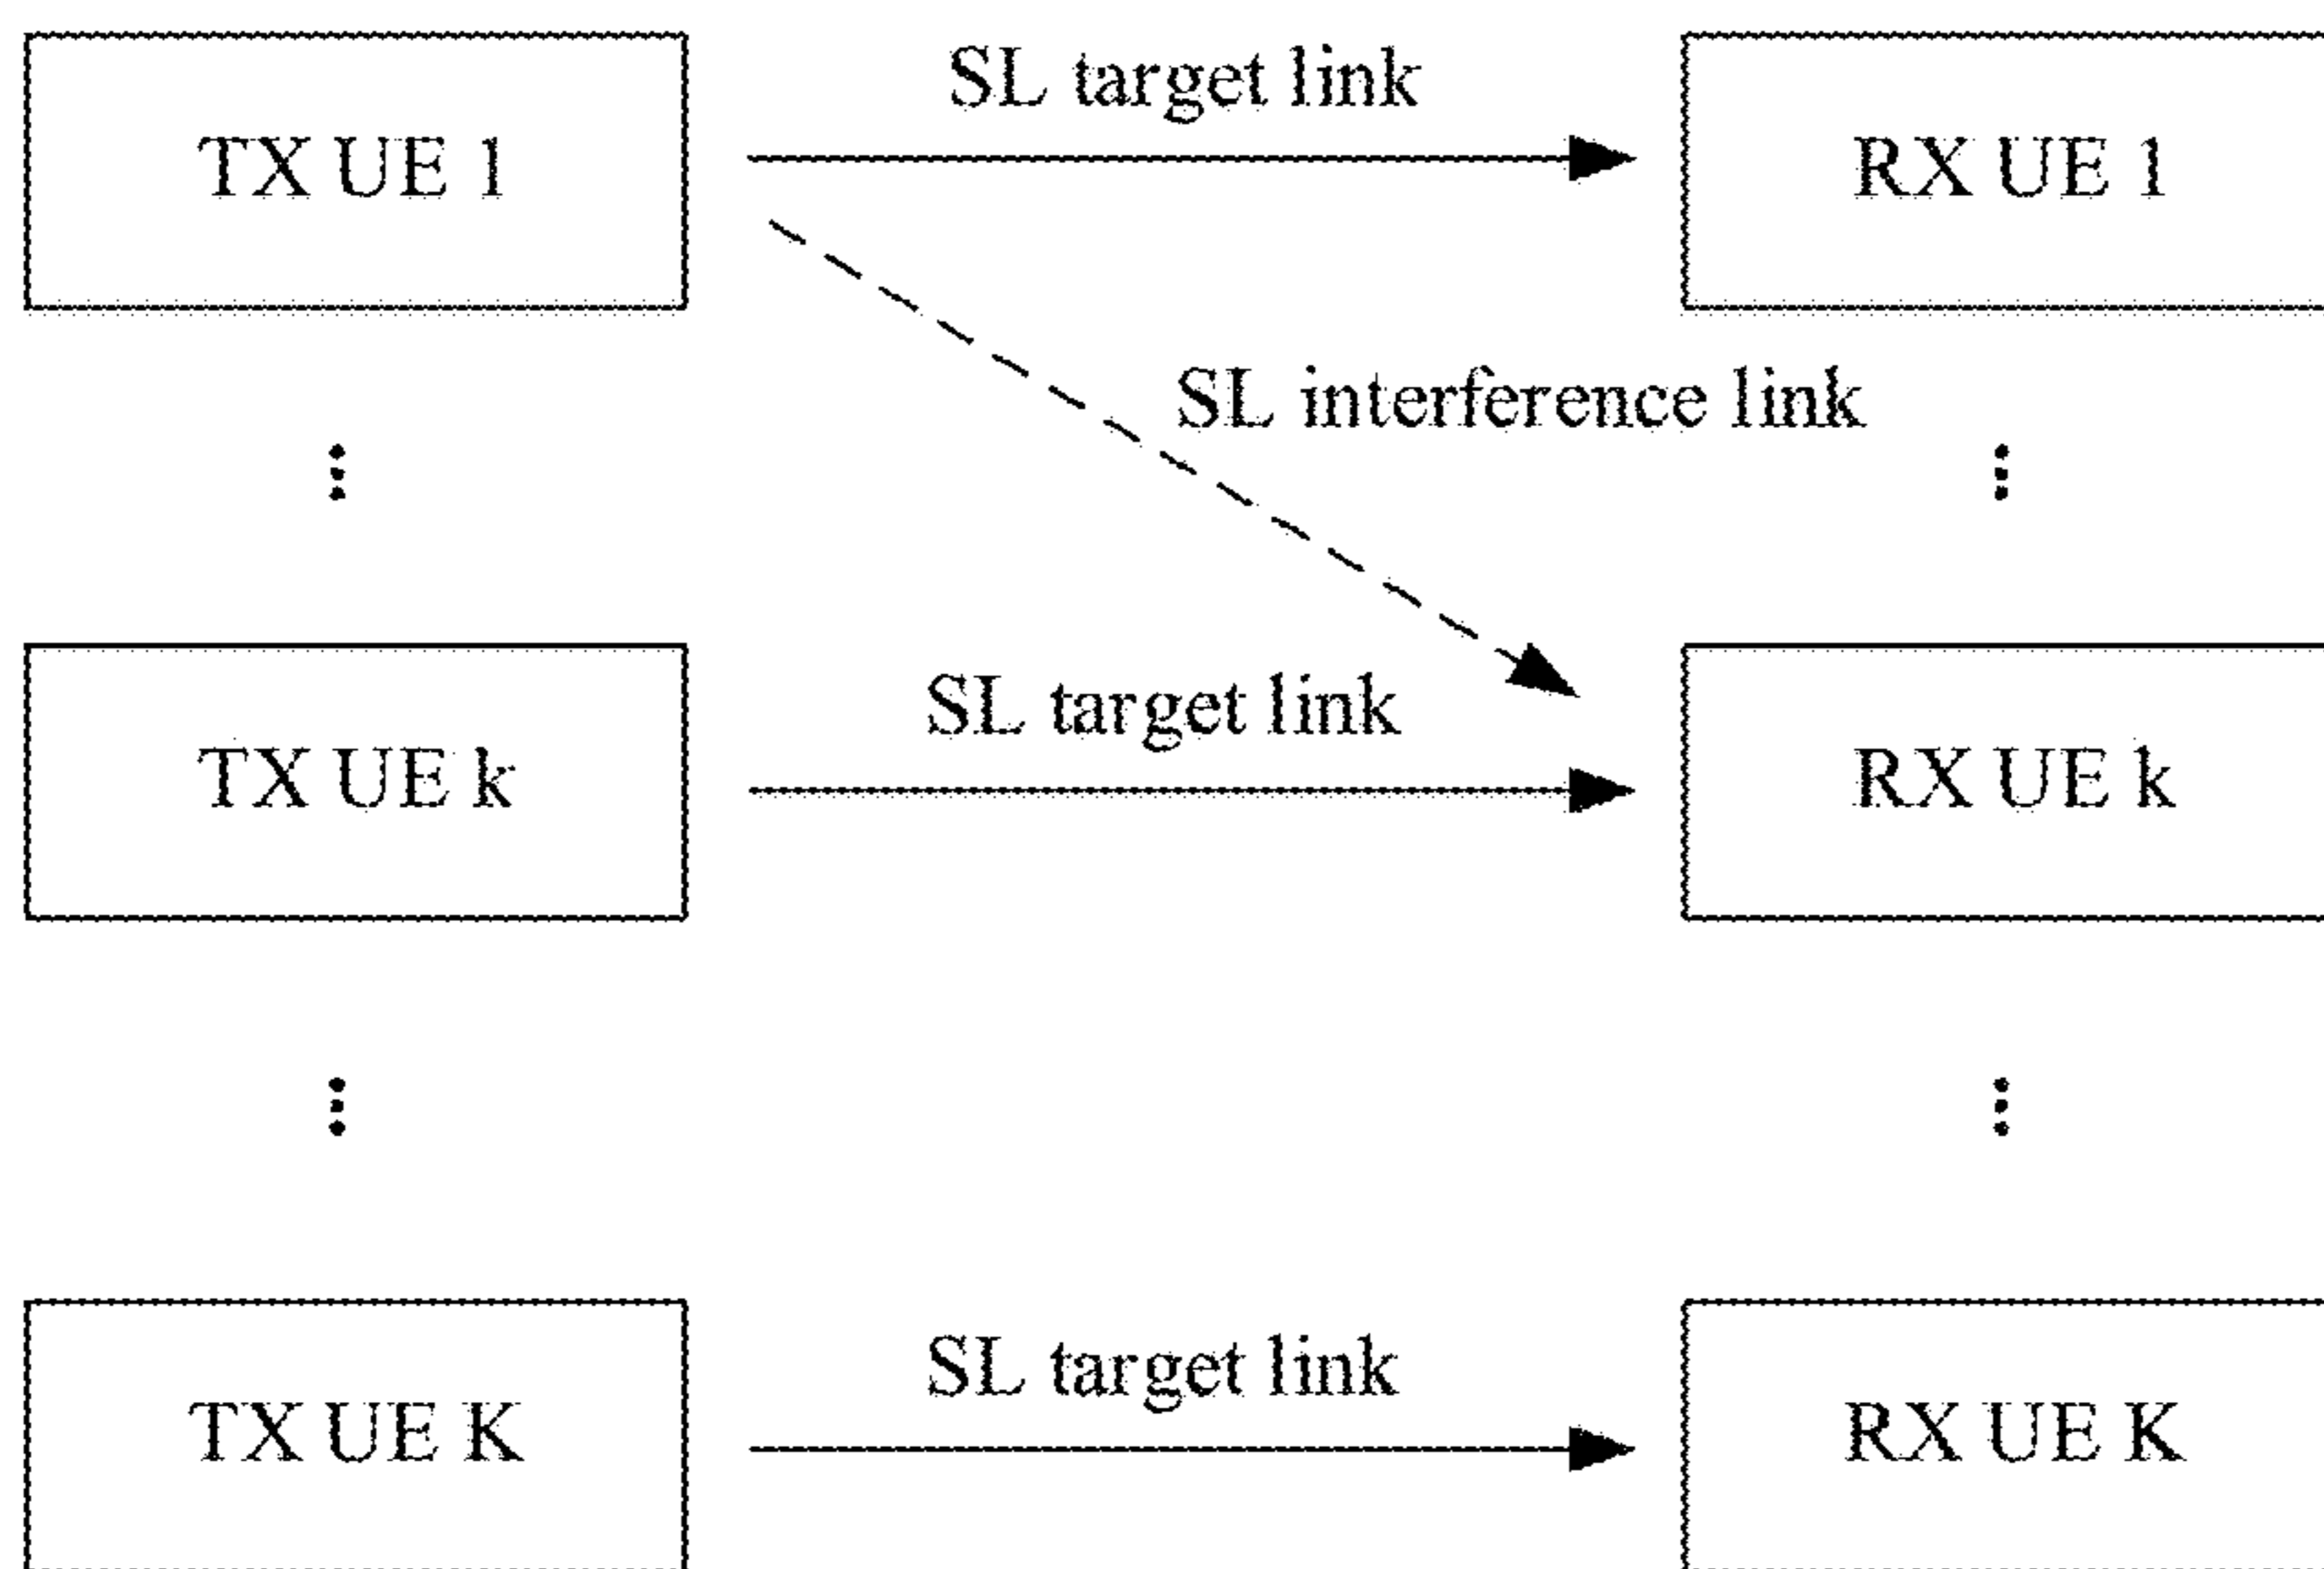 SL target link
TX UE 1
RX UE 1
SL interference link
SL target link
TX UE k
RX UE k
SL target link
TX UE K
RX UE K